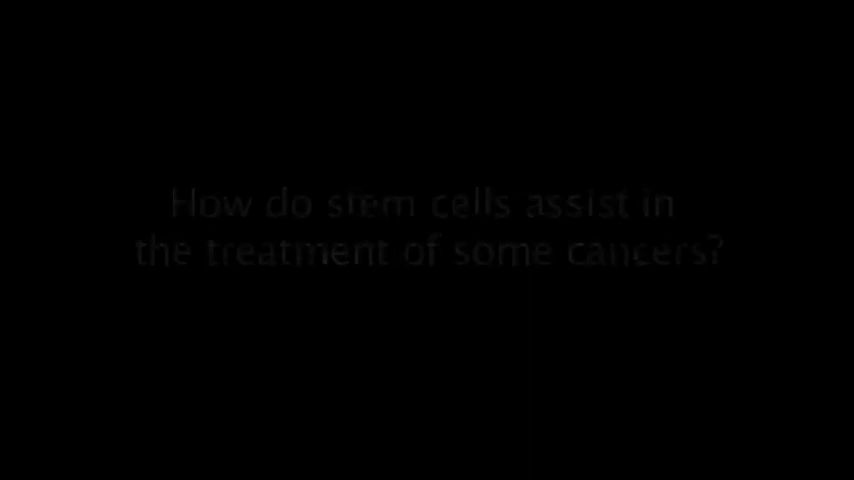 How do stem cells assist in
the treatment of some cancers?